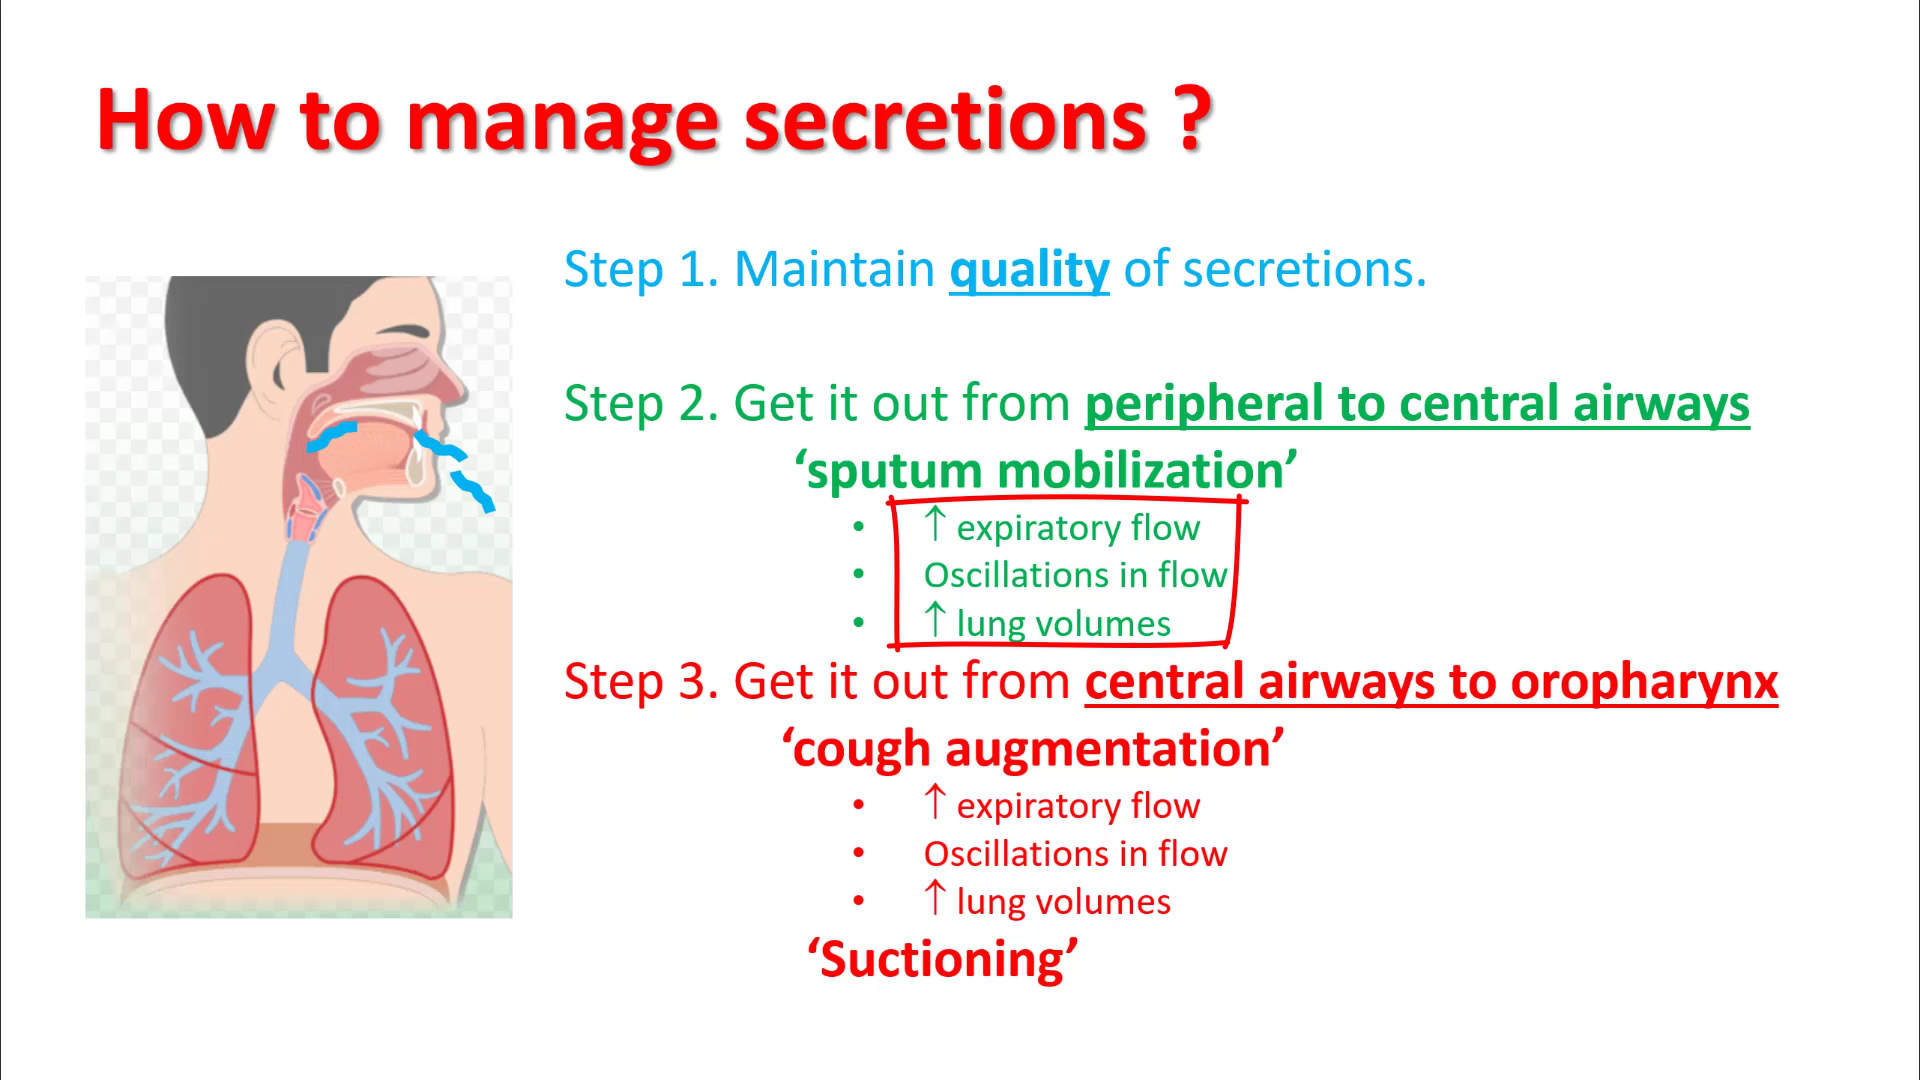 How to manage secretions ?
Step 1. Maintain quality of secretions.
Step 2. Get it out from peripheral to central airways
‘sputum mobilization’
• ↑ expiratory flow
• Oscillations in flow
• ↑ lung volumes
Step 3. Get it out from central airways to oropharynx
‘cough augmentation’
• ↑ expiratory flow
• Oscillations in flow
• ↑ lung volumes
‘Suctioning’